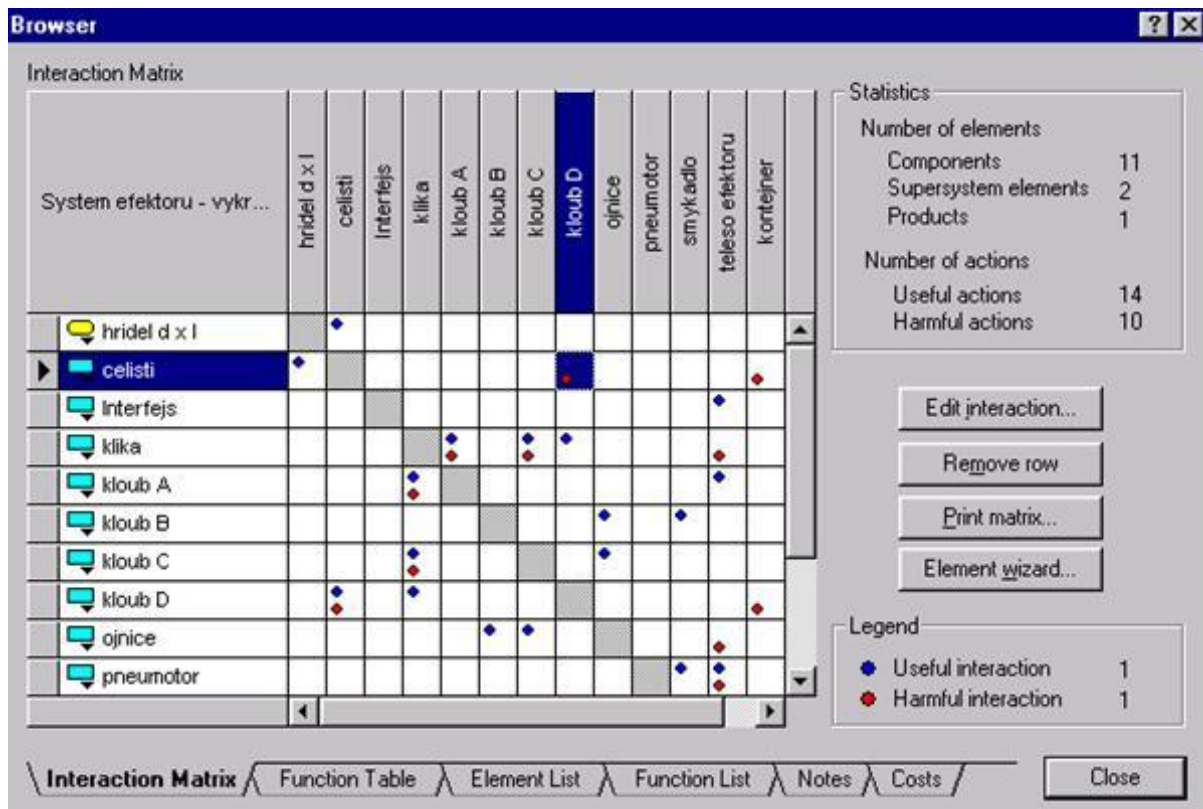 Browser
Interaction Matrix
System efektoru - vykr...
hridel d x l
celisti
Interfejs
klika
kloub A
kloub B
kloub C
kloub D
ojnice
pneumotor
smykadlo
teleso efektoru
kontejner
hridel d x l
celisti
Interfejs
klika
kloub A
kloub B
kloub C
kloub D
ojnice
pneumotor
Statistics
Number of elements
Components 11
Supersystem elements 2
Products 1
Number of actions
Useful actions 14
Harmful actions 10
Edit interaction...
Remove row
Print matrix...
Element wizard...
Legend
Useful interaction 1
Harmful interaction 1
Interaction Matrix Function Table Element List Function List Notes Costs Close